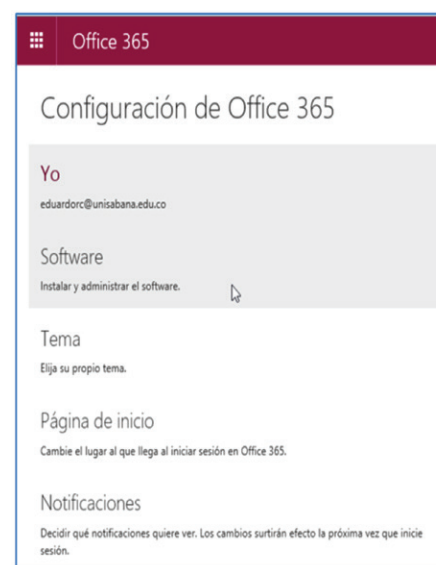 Office 365
Configuración de Office 365
Yo
eduardorc@unisabana.edu.co
Software
Instalar y administrar el software.
Tema
Elija su propio tema.
Página de inicio
Cambie el lugar al que llega al iniciar sesión en Office 365.
Notificaciones
Decidir qué notificaciones quiere ver. Los cambios surtirán efecto la próxima vez que inicie
sesión.